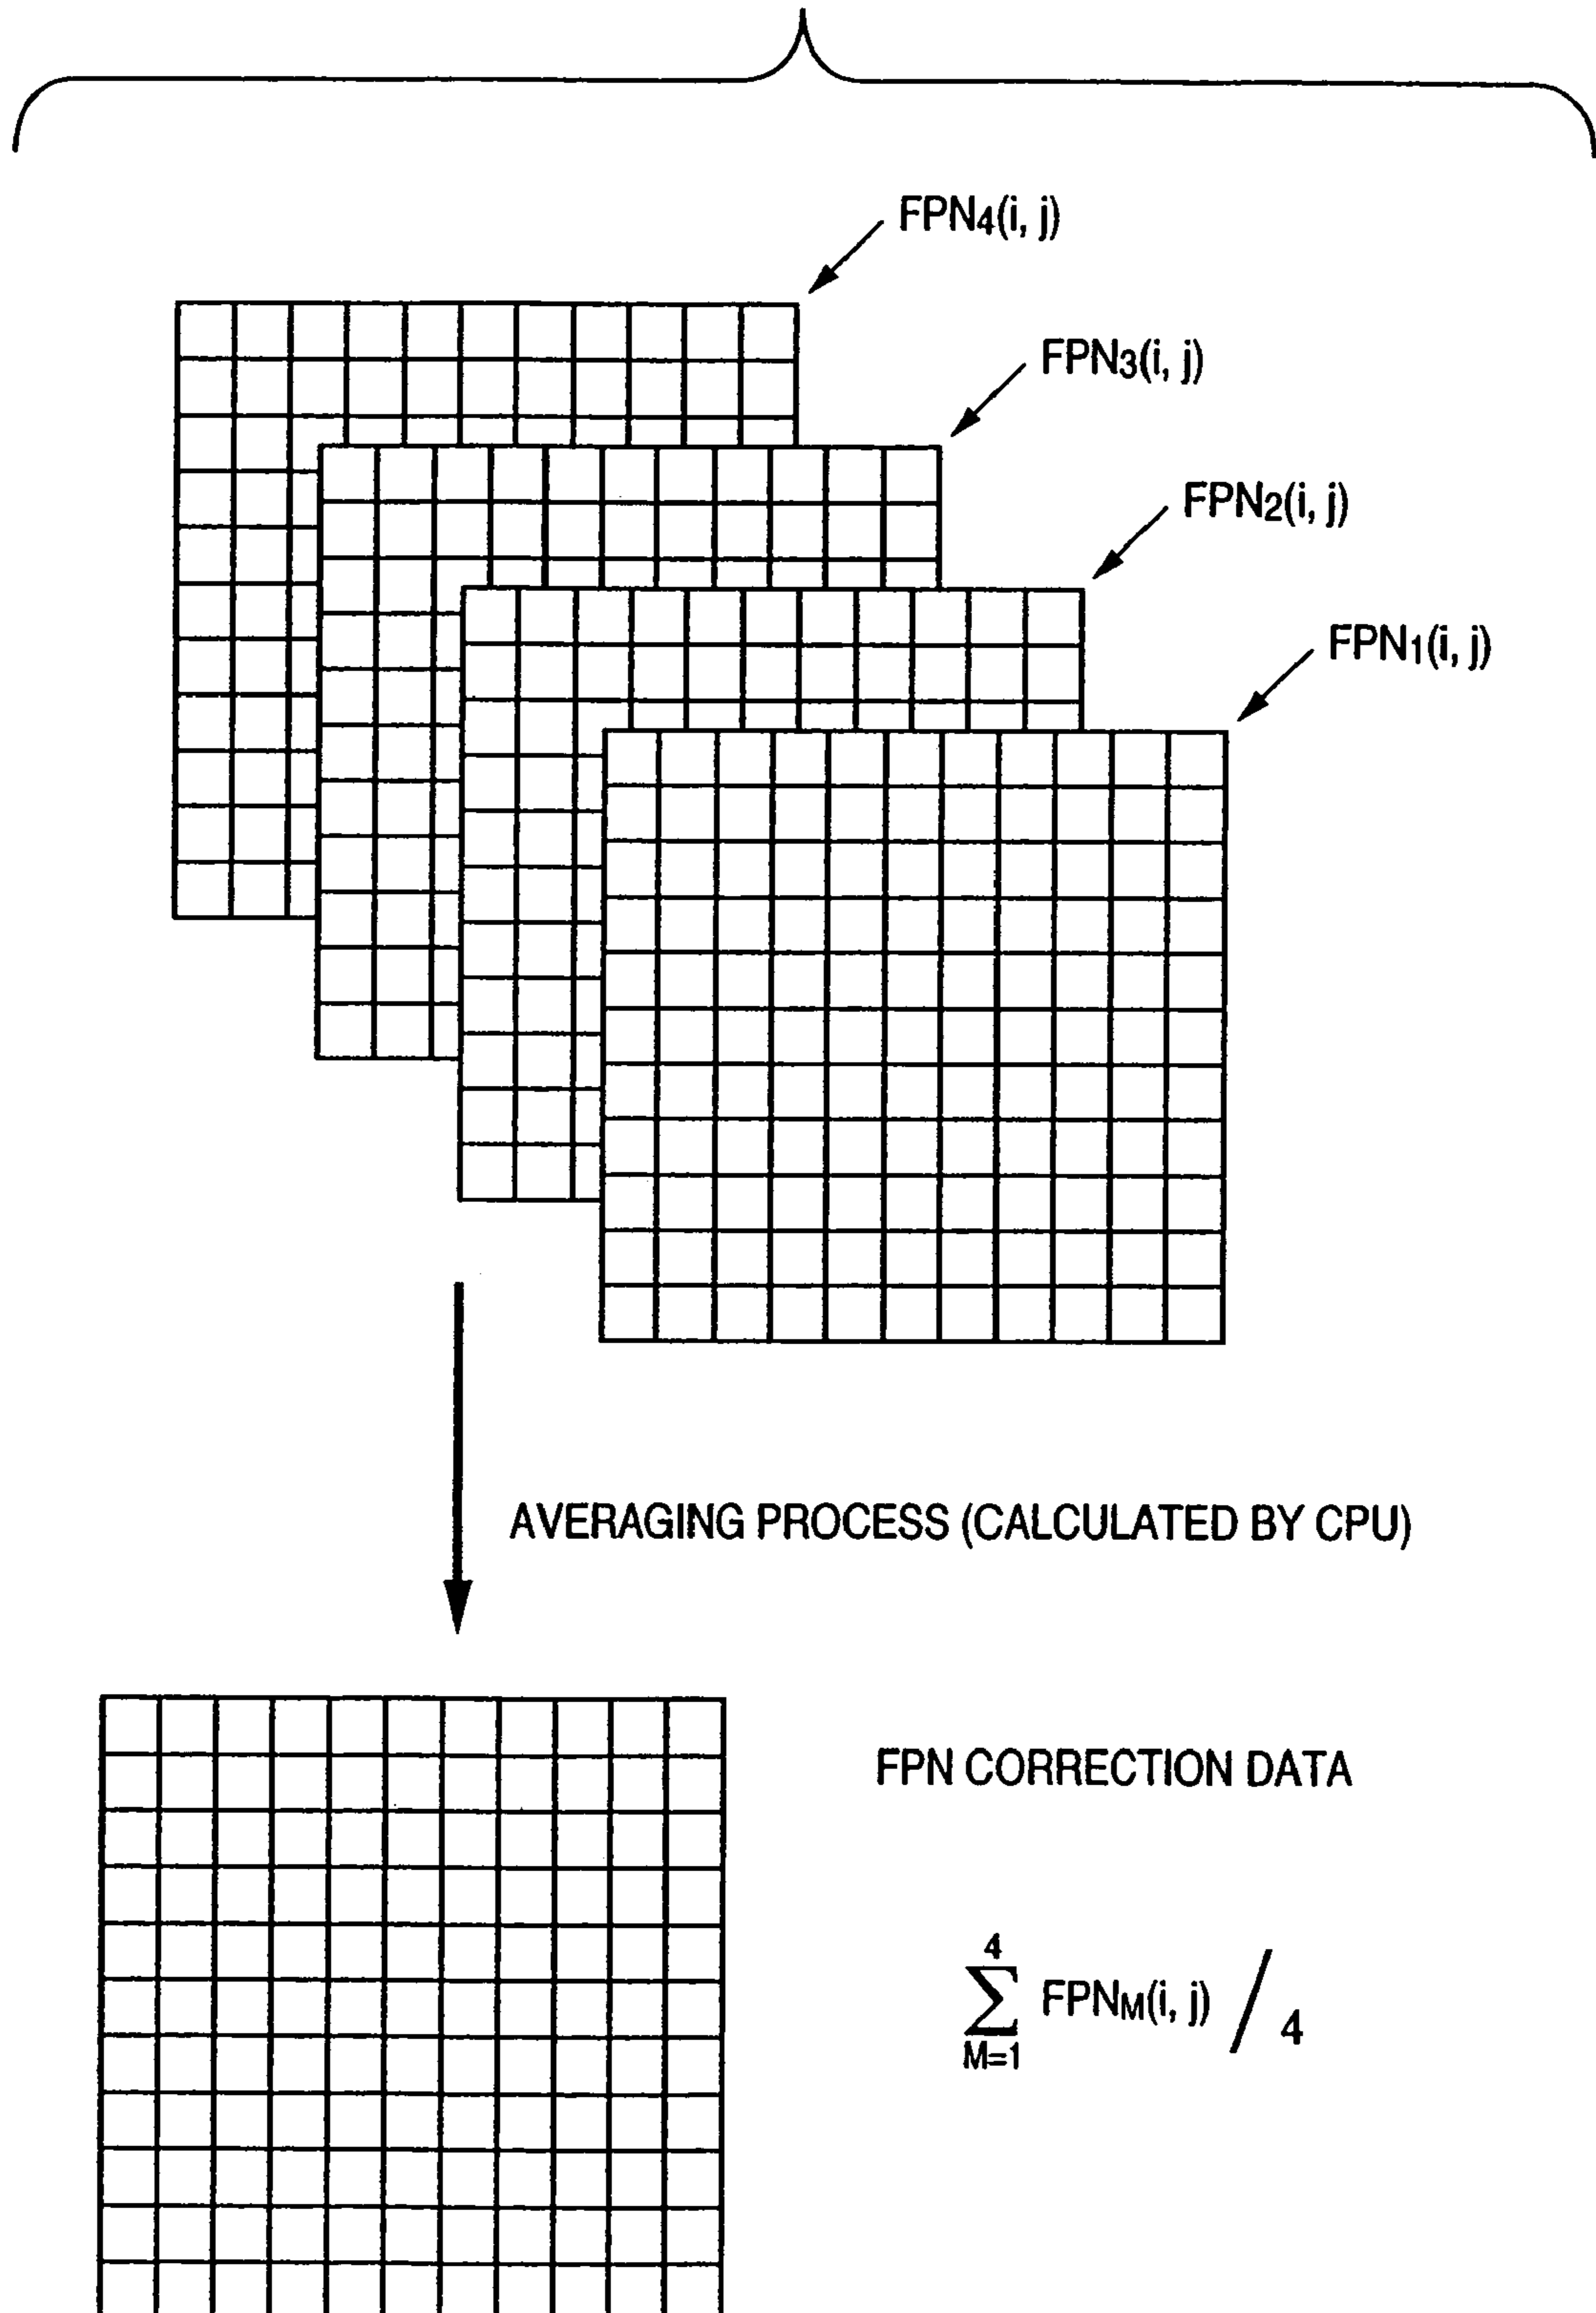 FPN4(i, j)
FPN3(i, j)
FPN2(i, j)
FPN1(i, j)
AVERAGING PROCESS (CALCULATED BY CPU)
FPN CORRECTION DATA
4
∑ FPNM(i, j) / 4
M=1